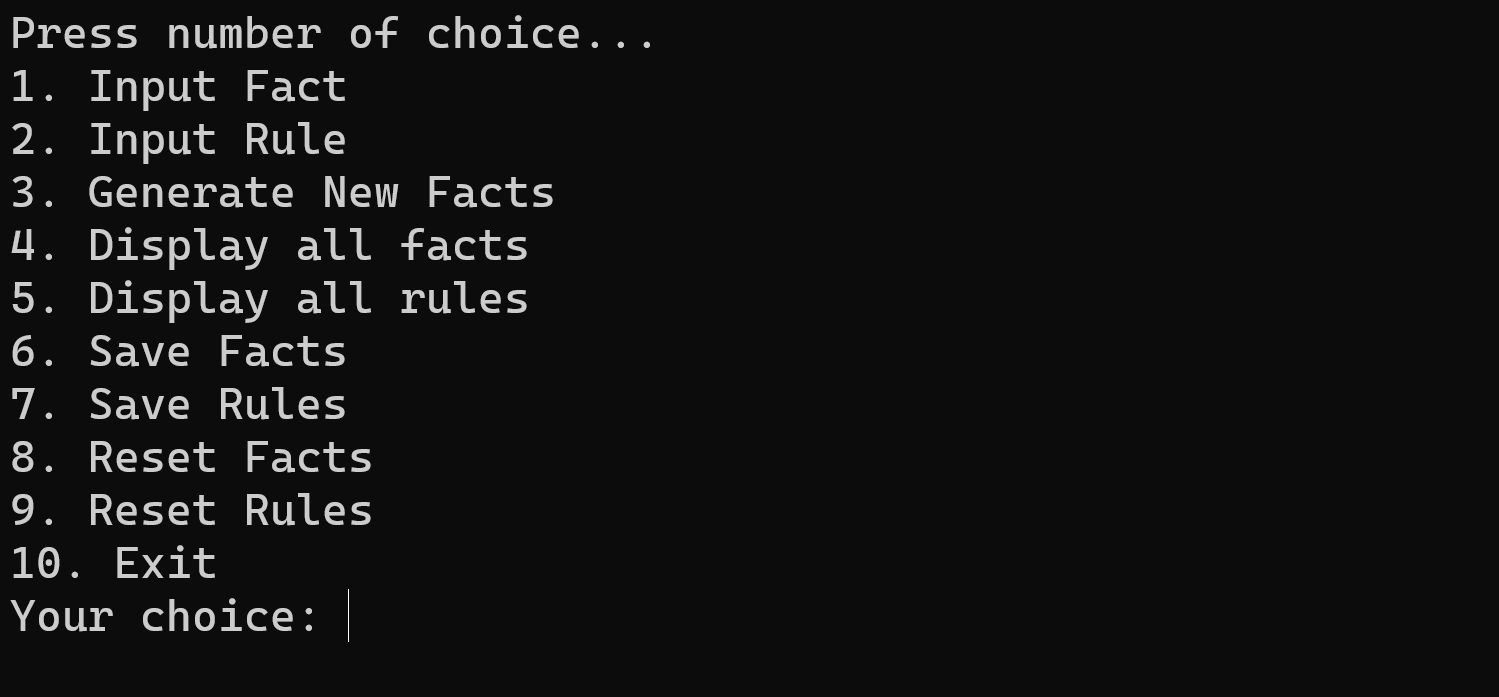 Press number of choice...
1. Input Fact
2. Input Rule
3. Generate New Facts
4. Display all facts
5. Display all rules
6. Save Facts
7. Save Rules
8. Reset Facts
9. Reset Rules
10. Exit
Your choice: